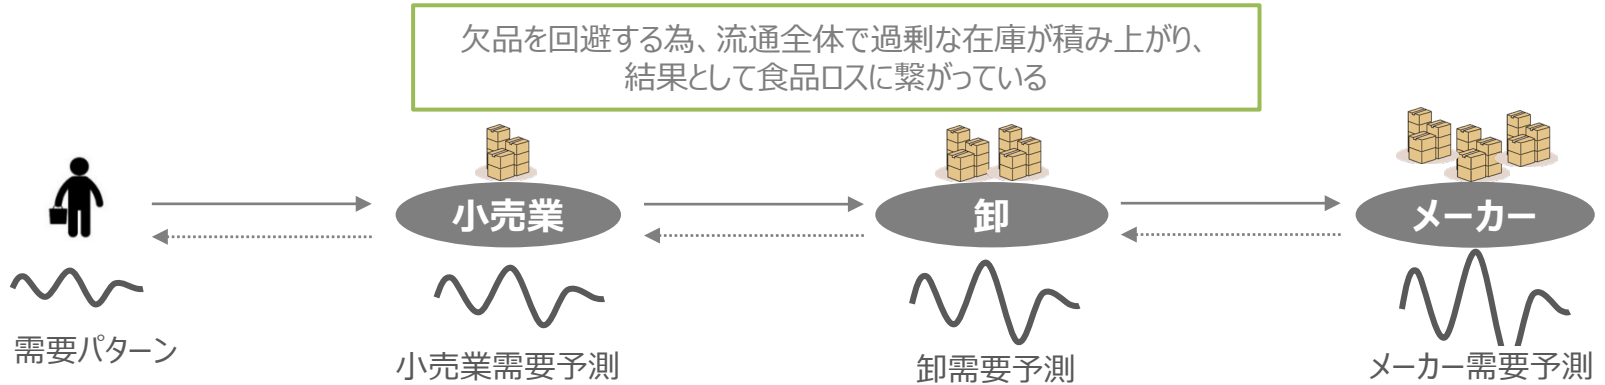 欠品を回避する為、流通全体で過剰な在庫が積み上がり、
結果として食品ロスに繋がっている
小売業
卸
メーカー
需要パターン
小売業需要予測
卸需要予測
メーカー需要予測